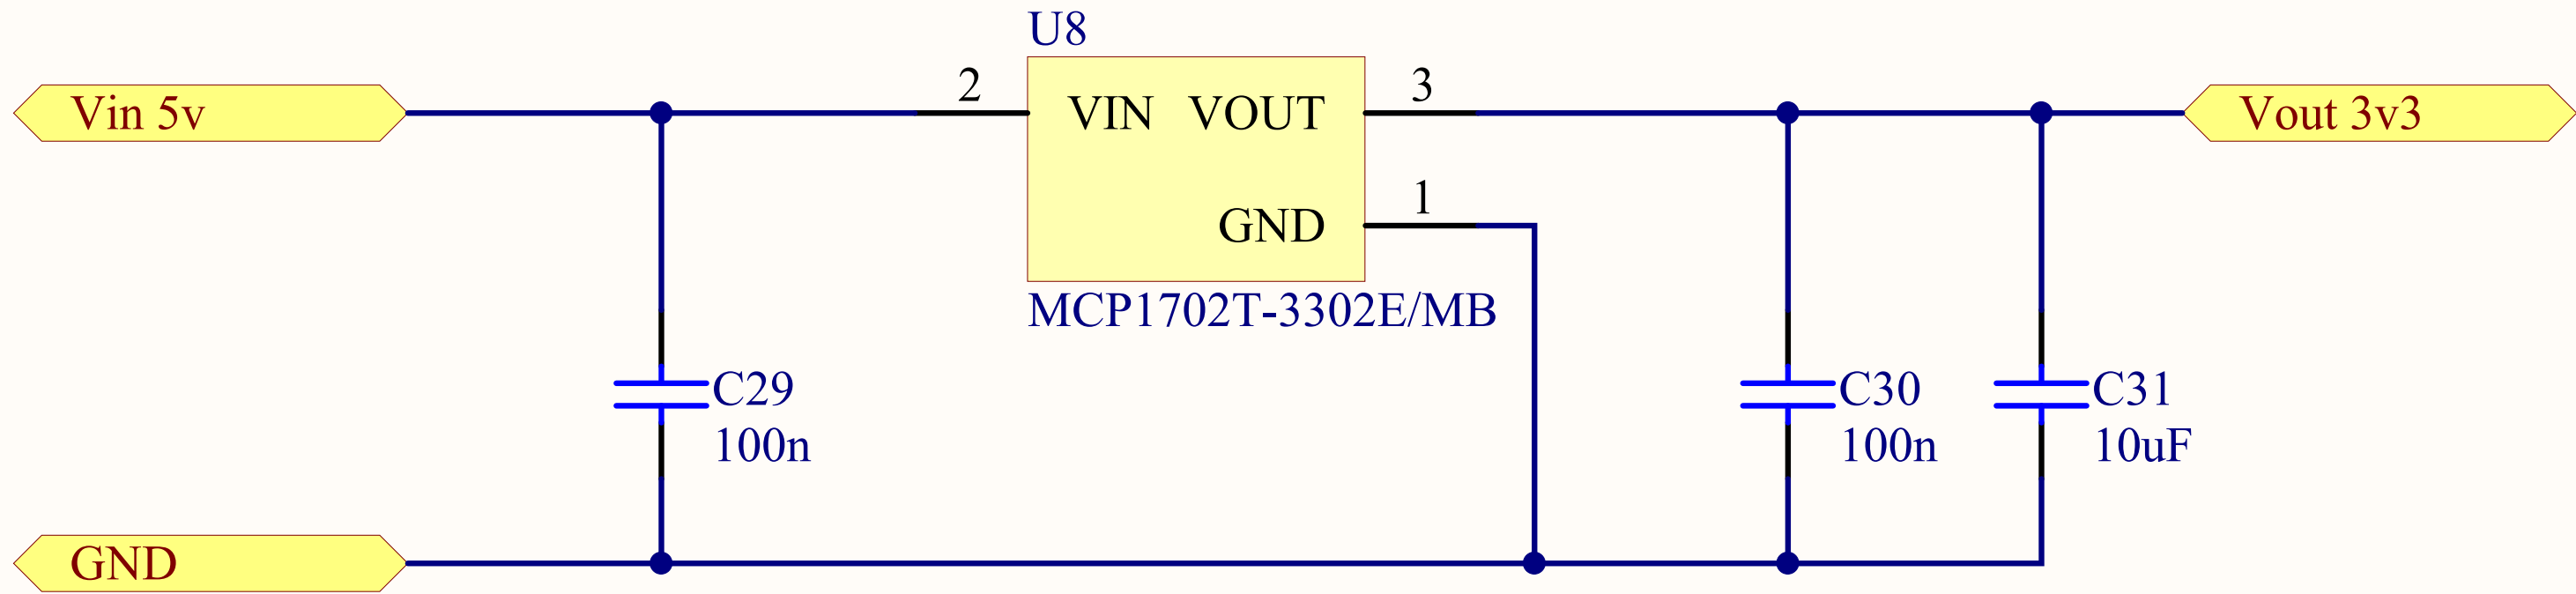 U8
Vin 5v
2
VIN
VOUT
3
Vout 3v3
GND
1
MCP1702T-3302E/MB
C29
100n
C30
100n
C31
10uF
GND